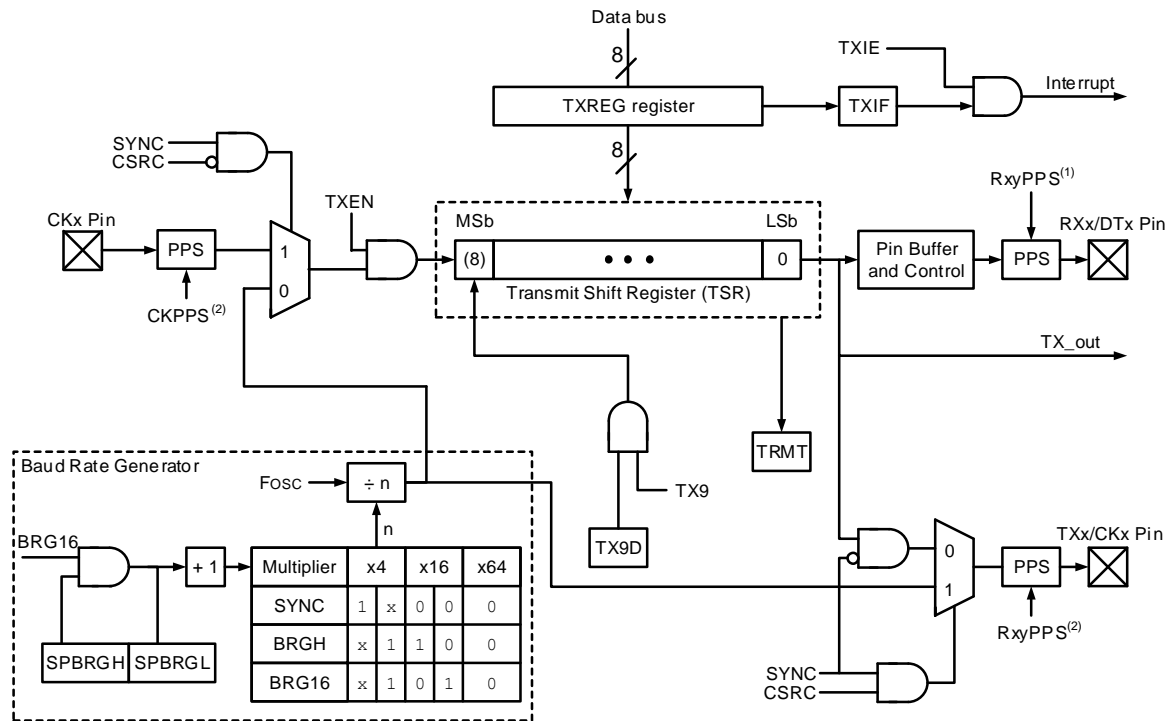 Data bus
8
TXIE
Interrupt
TXREG register
TXIF
SYNC
CSRC
8
RxyPPS(1)
CKx Pin
TXEN
MSb
LSb
RXx/DTx Pin
PPS
1
(8)
• • •
0
Pin Buffer
and Control
PPS
0
Transmit Shift Register (TSR)
CKPPS(2)
TX_out
TRMT
Baud Rate Generator
Fosc
÷ n
TX9
n
TX9D
BRG16
+ 1
Multiplier x4 x16 x64
SYNC 1 x 0 0 0
BRGH x 1 1 0 0
BRG16 x 1 0 1 0
SPBRGH SPBRGL
TXx/CKx Pin
0
PPS
1
RxyPPS(2)
SYNC
CSRC